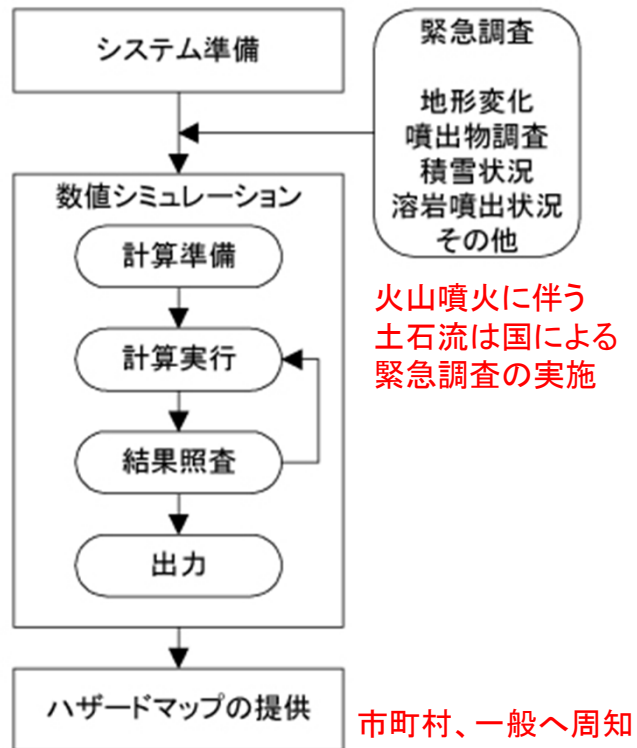 システム準備
緊急調査
地形変化
噴出物調査
積雪状況
溶岩噴出状況
その他
数値シミュレーション
計算準備
計算実行
結果照査
出力
火山噴火に伴う
土石流は国による
緊急調査の実施
ハザードマップの提供
市町村、一般へ周知